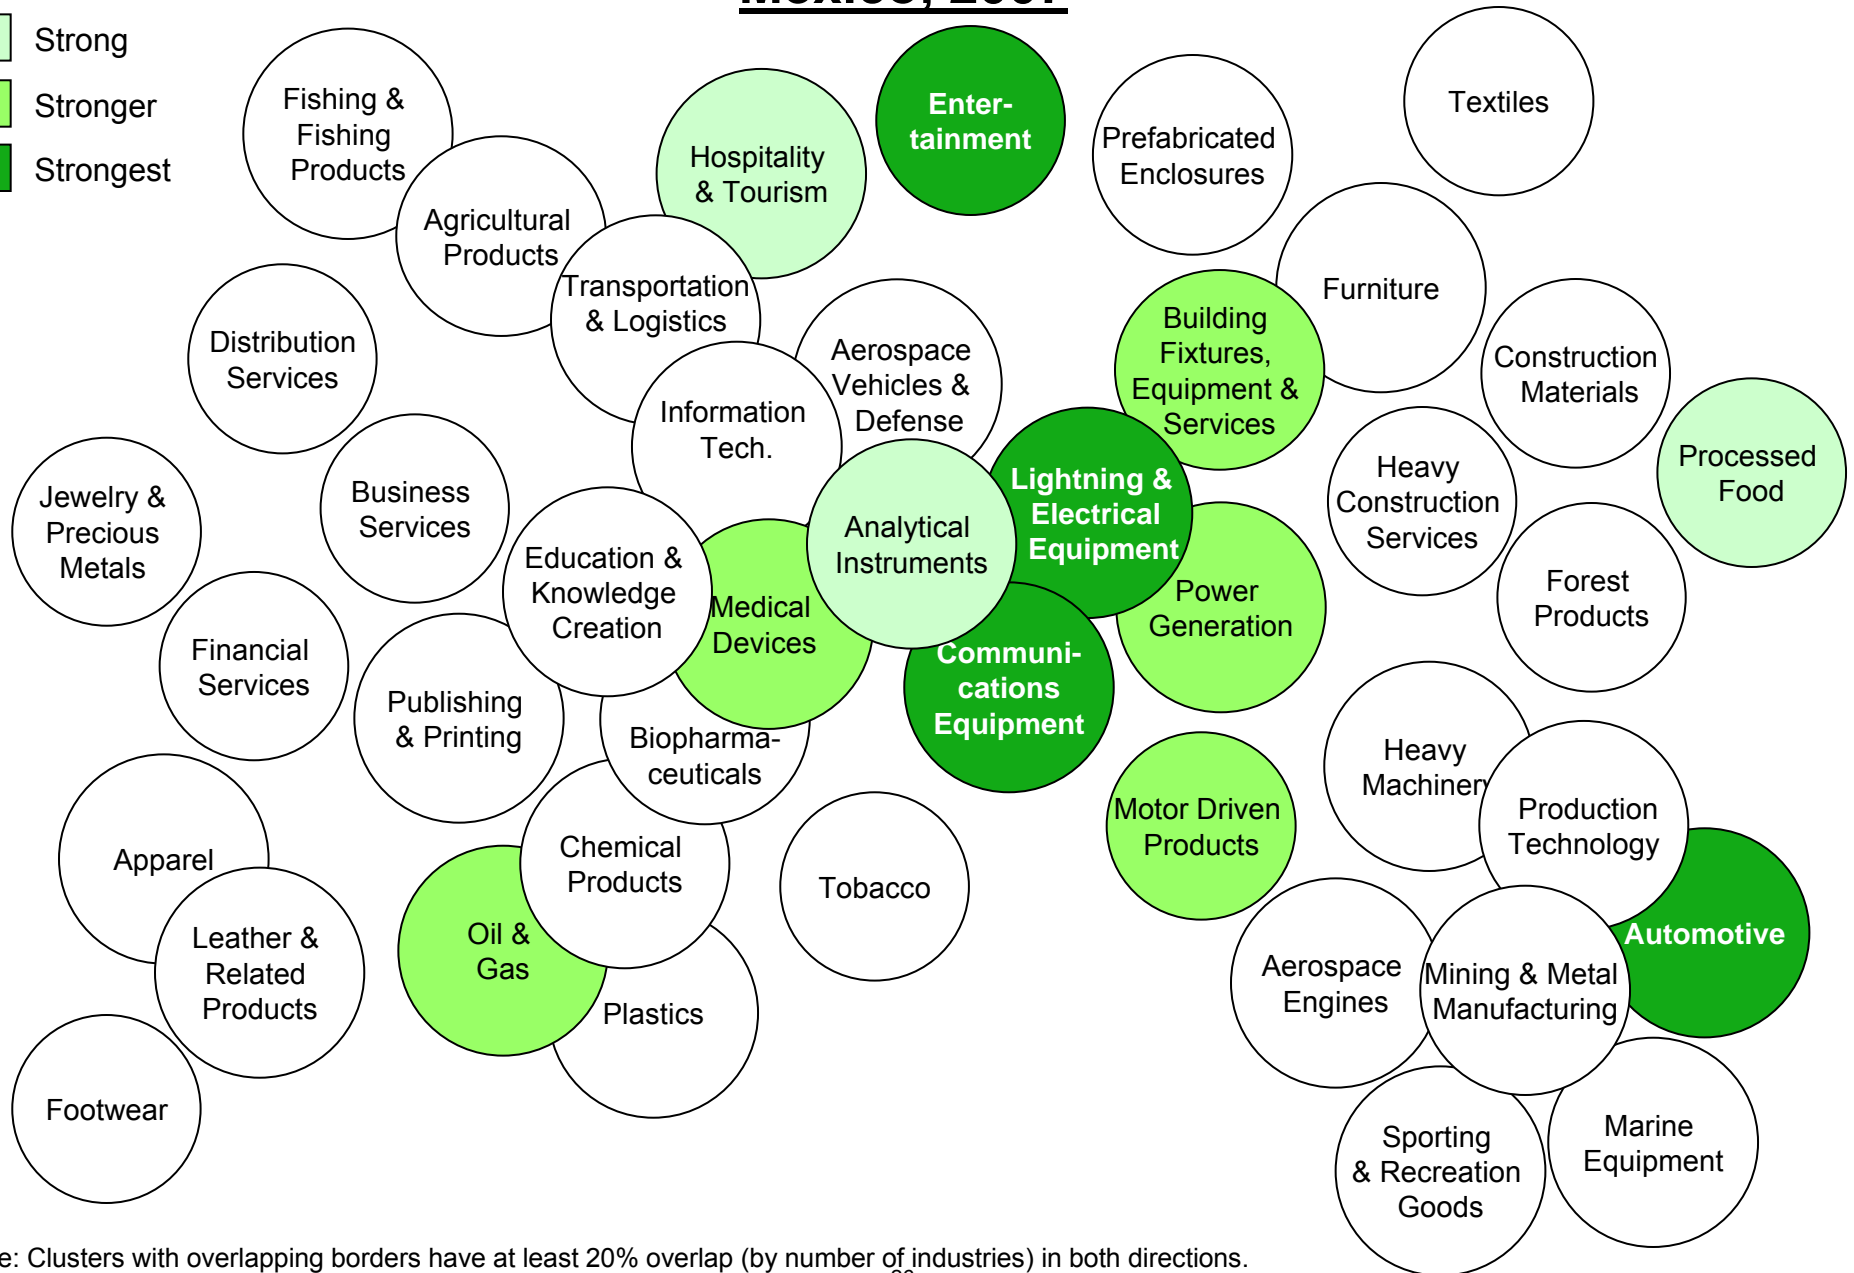 Strong
Stronger
Strongest
Fishing &
Fishing
Products
Agricultural
Products
Hospitality
& Tourism
Enter-
tainment
Prefabricated
Enclosures
Textiles
Transportation
& Logistics
Furniture
Distribution
Services
Aerospace
Vehicles &
Defense
Building
Fixtures,
Equipment &
Services
Construction
Materials
Information
Tech.
Processed
Food
Jewelry &
Precious
Metals
Business
Services
Lightning &
Electrical
Equipment
Heavy
Construction
Services
Analytical
Instruments
Education &
Knowledge
Creation
Medical
Devices
Power
Generation
Forest
Products
Financial
Services
Communi-
cations
Equipment
Publishing
& Printing
Biopharma-
ceuticals
Heavy
Machinery
Motor Driven
Products
Production
Technology
Apparel
Chemical
Products
Tobacco
Automotive
Leather &
Related
Products
Oil &
Gas
Aerospace
Engines
Mining & Metal
Manufacturing
Plastics
Footwear
Sporting
& Recreation
Goods
Marine
Equipment
Clusters with overlapping borders have at least 20% overlap (by number of industries) in both directions.